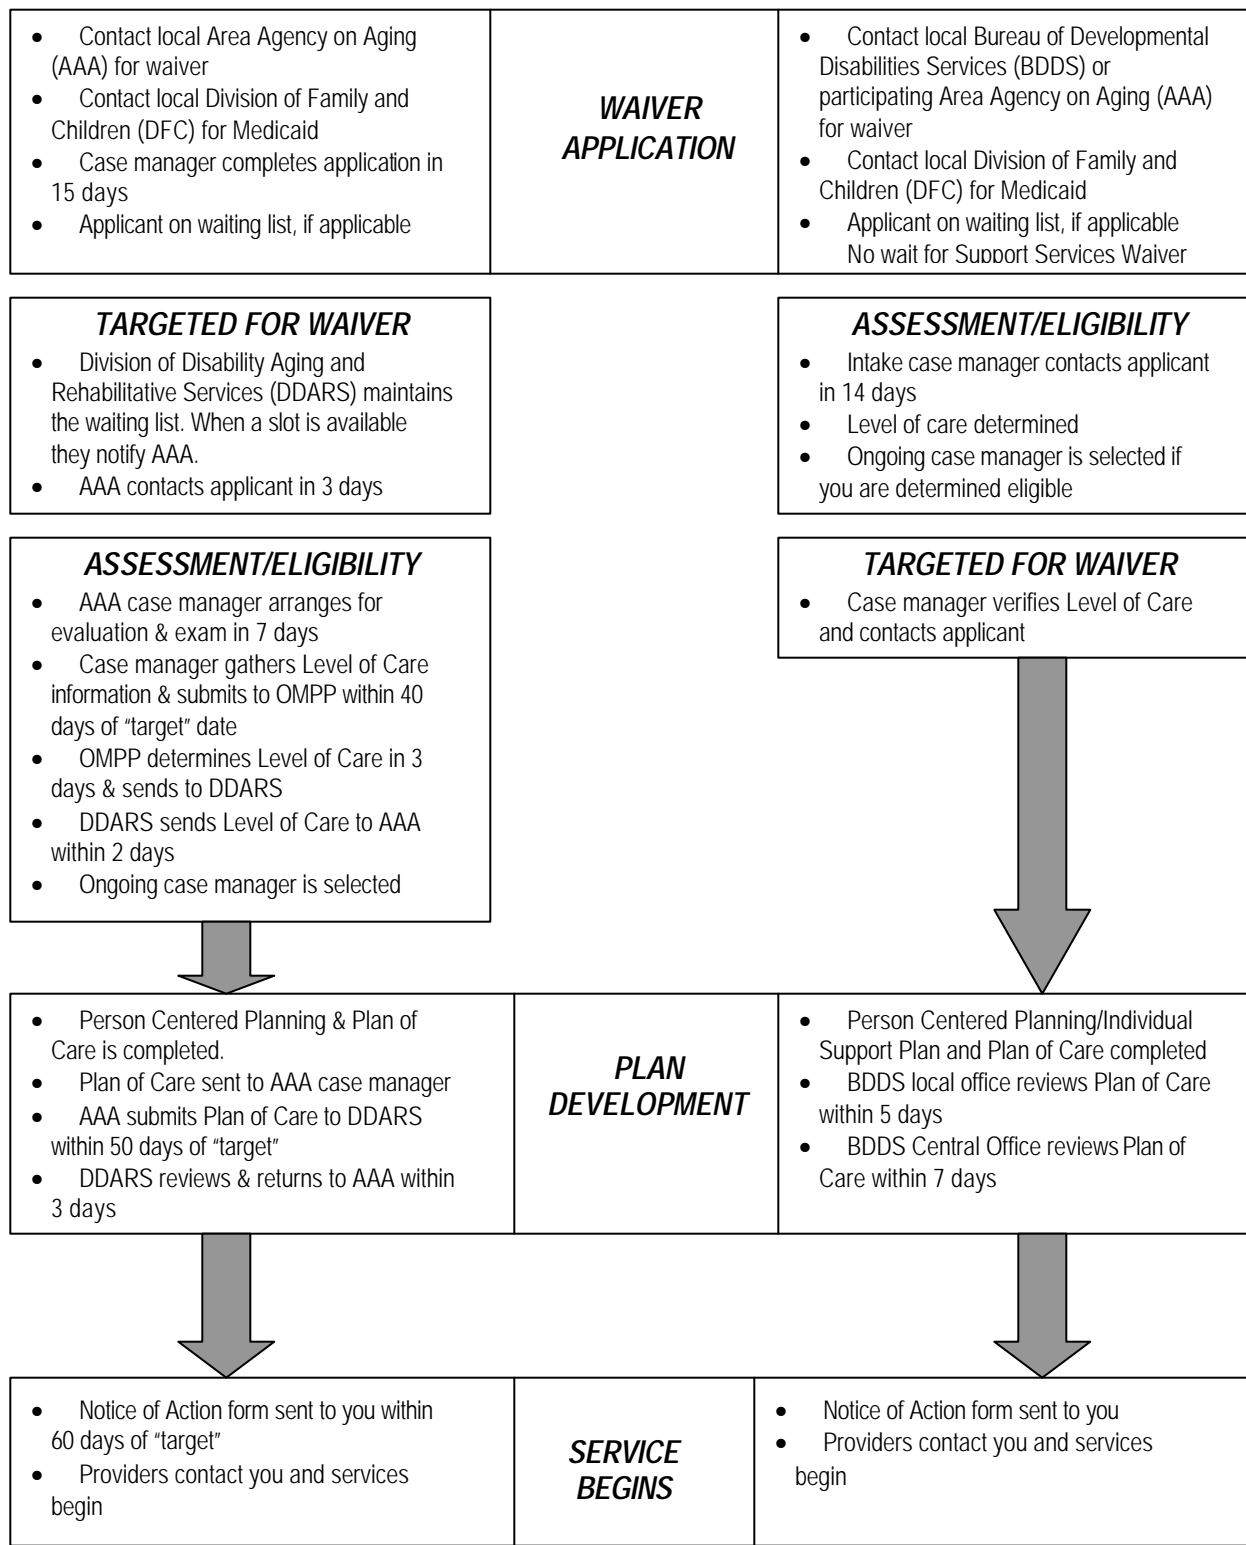 • Contact local Area Agency on Aging
(AAA) for waiver
• Contact local Division of Family and
Children (DFC) for Medicaid
• Case manager completes application in
15 days
• Applicant on waiting list, if applicable
WAIVER
APPLICATION
• Contact local Bureau of Developmental
Disabilities Services (BDDS) or
participating Area Agency on Aging (AAA)
for waiver
• Contact local Division of Family and
Children (DFC) for Medicaid
• Applicant on waiting list, if applicable
No wait for Support Services Waiver
TARGETED FOR WAIVER
• Division of Disability Aging and
Rehabilitative Services (DDARS) maintains
the waiting list. When a slot is available
they notify AAA.
• AAA contacts applicant in 3 days
ASSESSMENT/ELIGIBILITY
• Intake case manager contacts applicant
in 14 days
• Level of care determined
• Ongoing case manager is selected if
you are determined eligible
ASSESSMENT/ELIGIBILITY
• AAA case manager arranges for
evaluation & exam in 7 days
• Case manager gathers Level of Care
information & submits to OMPP within 40
days of “target” date
• OMPP determines Level of Care in 3
days & sends to DDARS
• DDARS sends Level of Care to AAA
within 2 days
• Ongoing case manager is selected
TARGETED FOR WAIVER
• Case manager verifies Level of Care
and contacts applicant
• Person Centered Planning & Plan of
Care is completed.
• Plan of Care sent to AAA case manager
• AAA submits Plan of Care to DDARS
within 50 days of “target”
• DDARS reviews & returns to AAA within
3 days
PLAN
DEVELOPMENT
• Person Centered Planning/Individual
Support Plan and Plan of Care completed
• BDDS local office reviews Plan of Care
within 5 days
• BDDS Central Office reviews Plan of
Care within 7 days
• Notice of Action form sent to you within
60 days of “target”
• Providers contact you and services
begin
SERVICE
BEGINS
• Notice of Action form sent to you
• Providers contact you and services
begin